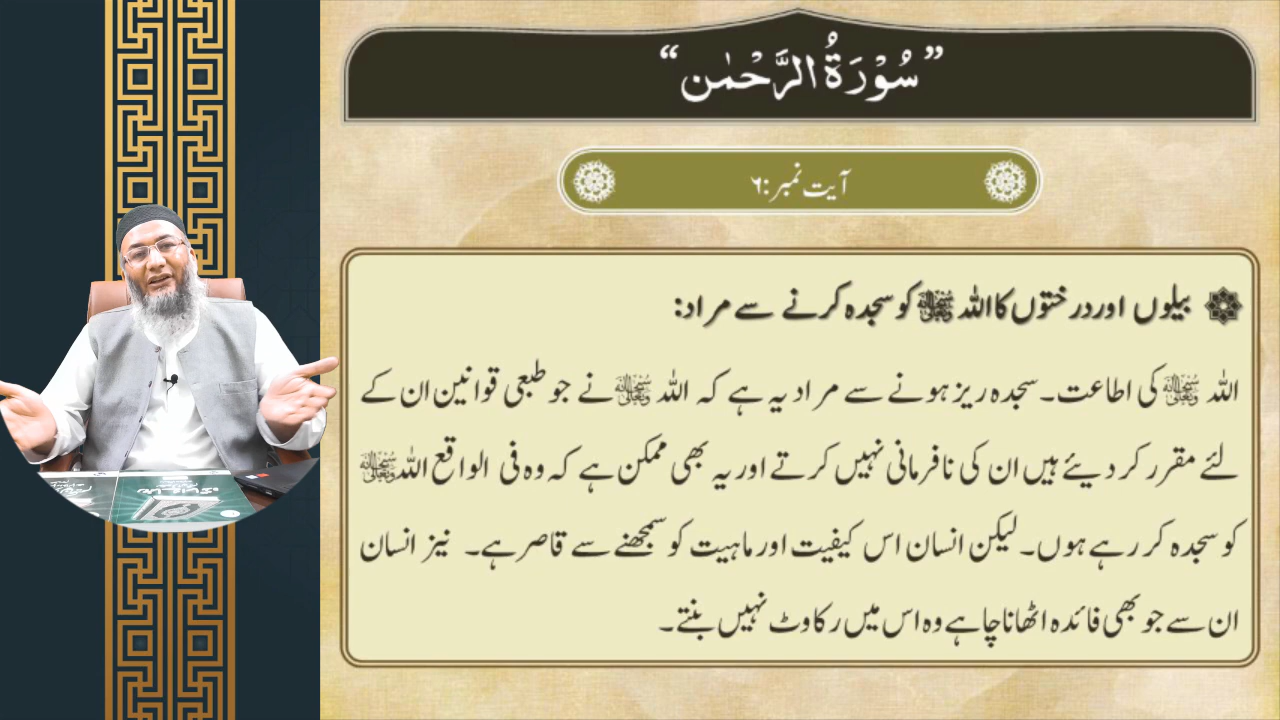 ”سُوْرَةُ الرَّحْمٰن“
آیت نمبر: ٦
بیلوں اور درختوں کا اللہ ﷻ کو سجدہ کرنے سے مراد:
اللہ ﷻ کی اطاعت۔ سجدہ ریز ہونے سے مراد یہ ہے کہ اللہ ﷻ نے جو طبعی قوانین ان کے
لئے مقرر کر دیئے ہیں ان کی نافرمانی نہیں کرتے اور یہ بھی ممکن ہے کہ وہ فی الواقع اللہ ﷻ
کو سجدہ کر رہے ہوں۔ لیکن انسان اس کیفیت اور ماہیت کو سمجھنے سے قاصر ہے۔ نیز انسان
ان سے جو بھی فائدہ اٹھانا چاہے وہ اس میں رکاوٹ نہیں بنتے۔